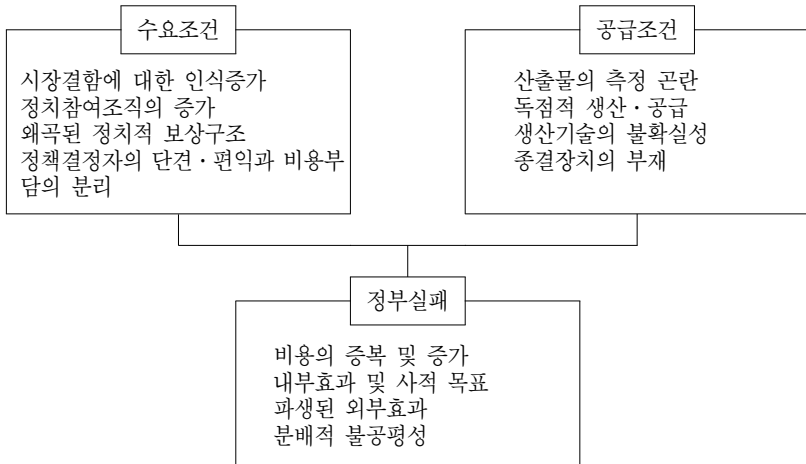 수요조건
시장결함에 대한 인식증가
정치참여조직의 증가
왜곡된 정치적 보상구조
정책결정자의 단견·편익과 비용부
담의 분리
공급조건
산출물의 측정 곤란
독점적 생산·공급
생산기술의 불확실성
종결장치의 부재
정부실패
비용의 중복 및 증가
내부효과 및 사적 목표
파생된 외부효과
분배적 불공평성